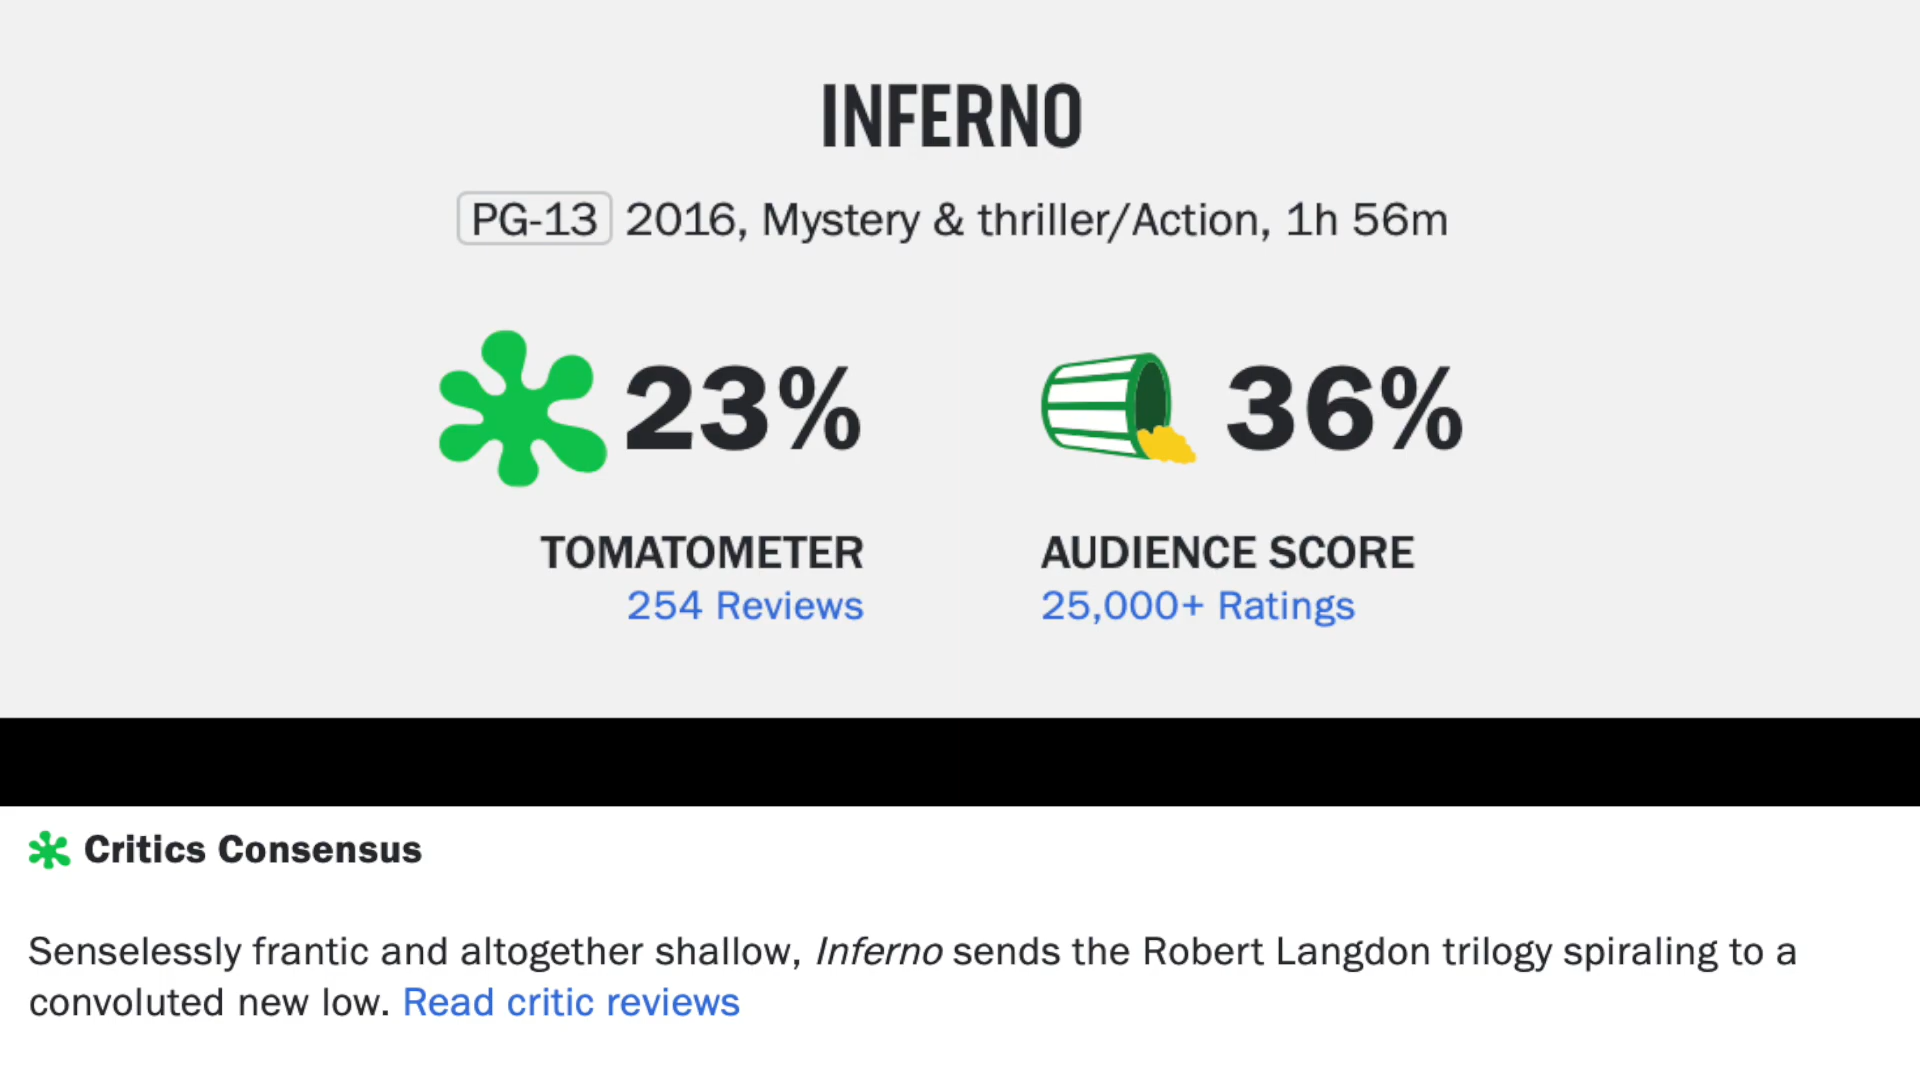 INFERNO
PG-13 2016, Mystery & thriller/Action, 1h 56m
23% 36%
TOMATOMETER AUDIENCE SCORE
254 Reviews 25,000+ Ratings
Critics Consensus
Senselessly frantic and altogether shallow, Inferno sends the Robert Langdon trilogy spiraling to a
convoluted new low. Read critic reviews